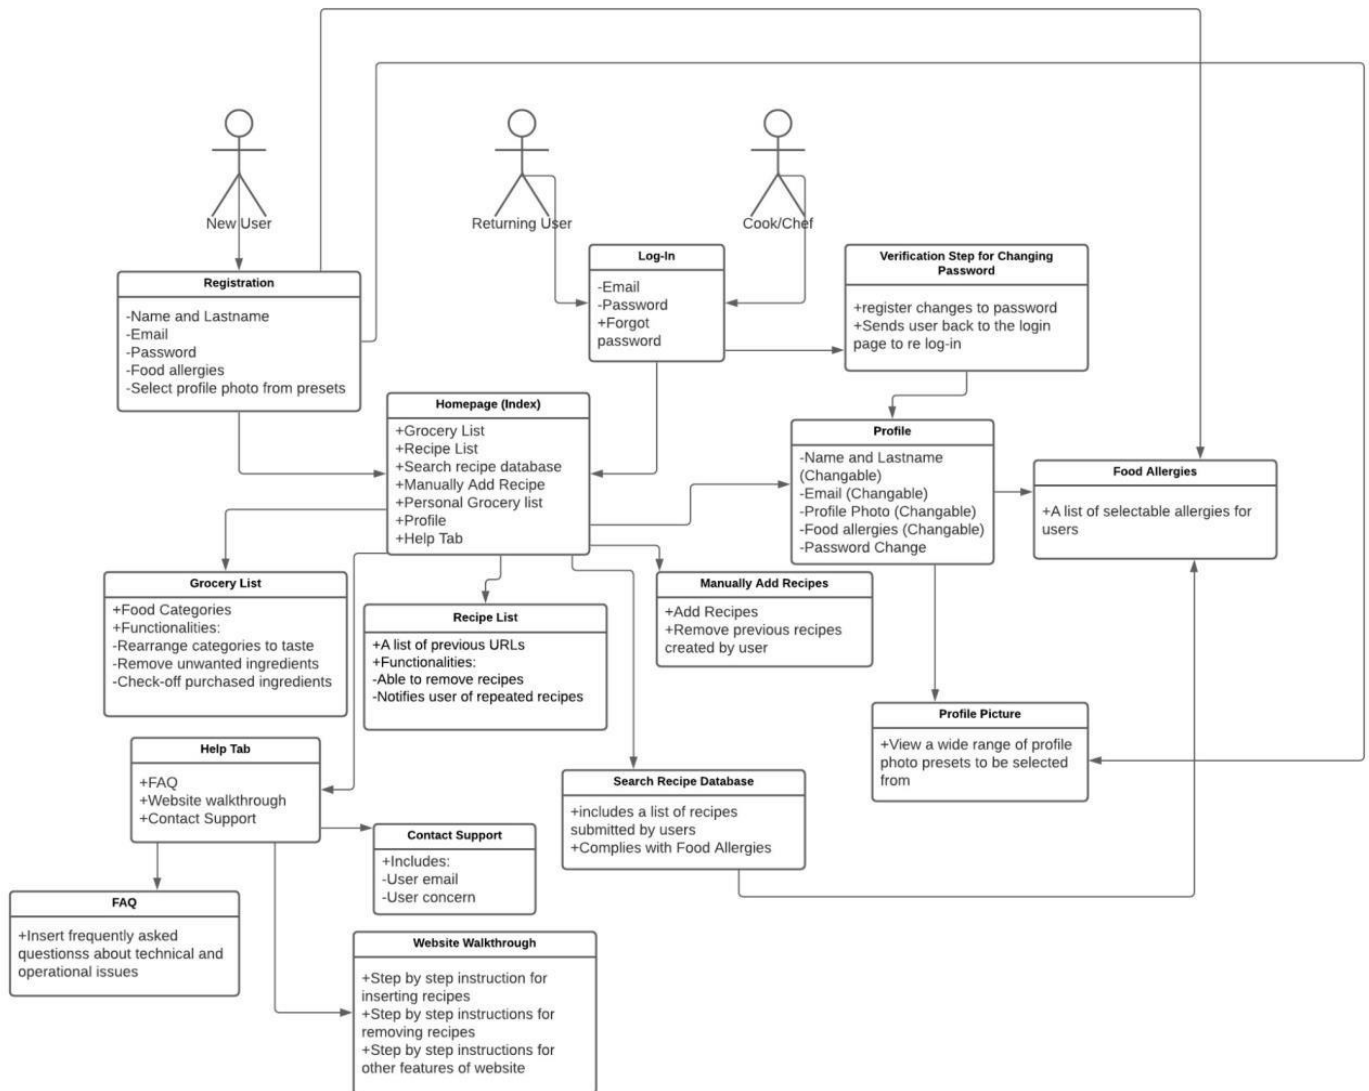 New User
Returning User
Cook/Chef
Registration
-Name and Lastname
-Email
-Password
-Food allergies
-Select profile photo from presets
Log-In
-Email
-Password
+Forgot
password
Verification Step for Changing
Password
+register changes to password
+Sends user back to the login
page to re log-in
Homepage (Index)
+Grocery List
+Recipe List
+Search recipe database
+Manually Add Recipe
+Personal Grocery list
+Profile
+Help Tab
Profile
-Name and Lastname
(Changable)
-Email (Changable)
-Profile Photo (Changable)
-Food allergies (Changable)
-Password Change
Food Allergies
+A list of selectable allergies for
users
Grocery List
+Food Categories
+Functionalities:
-Rearrange categories to taste
-Remove unwanted ingredients
-Check-off purchased ingredients
Recipe List
+A list of previous URLs
+Functionalities:
-Able to remove recipes
-Notifies user of repeated recipes
Manually Add Recipes
+Add Recipes
+Remove previous recipes
created by user
Profile Picture
+View a wide range of profile
photo presets to be selected
from
Help Tab
+FAQ
+Website walkthrough
+Contact Support
Search Recipe Database
+includes a list of recipes
submitted by users
+Complies with Food Allergies
Contact Support
+Includes:
-User email
-User concern
FAQ
+Insert frequently asked
questionss about technical and
operational issues
Website Walkthrough
+Step by step instruction for
inserting recipes
+Step by step instructions for
removing recipes
+Step by step instructions for
other features of website